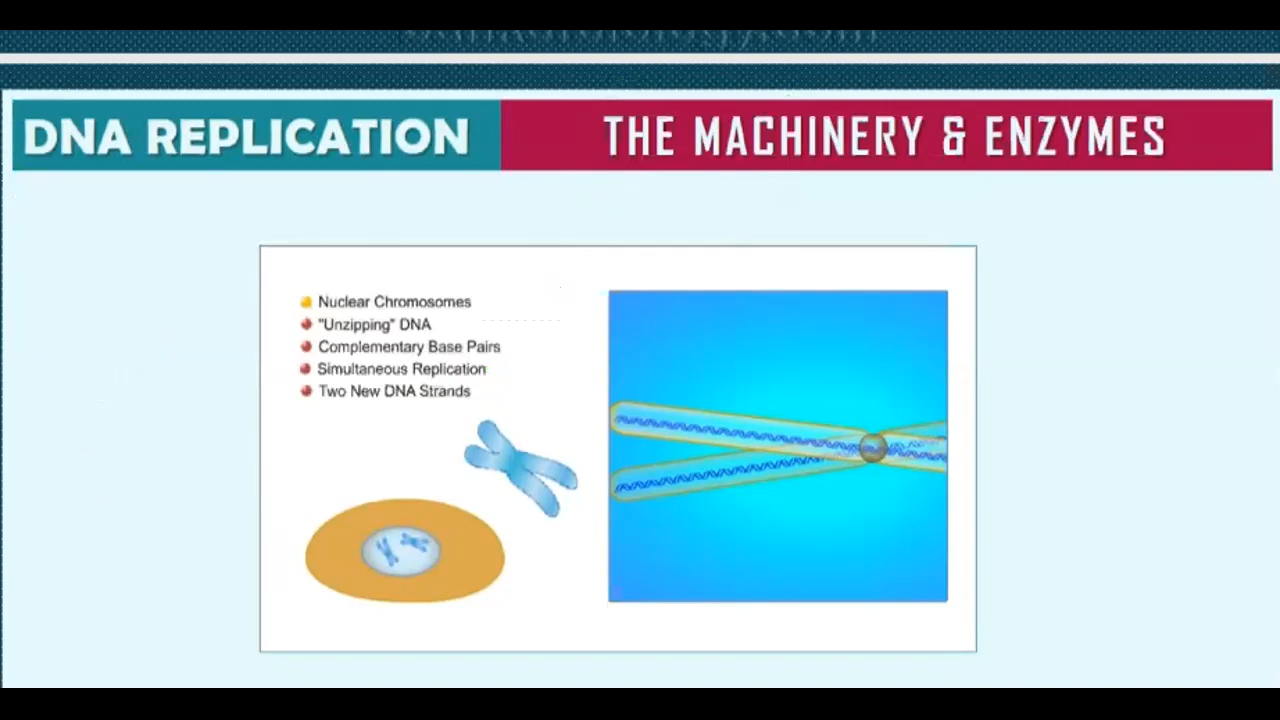 DNA REPLICATION THE MACHINERY & ENZYMES
Nuclear Chromosomes
"Unzipping" DNA
Complementary Base Pairs
Simultaneous Replication
Two New DNA Strands